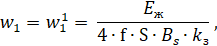 w₁ = w₁¹ = Eж / (4 · f · S · Bₛ · kз),